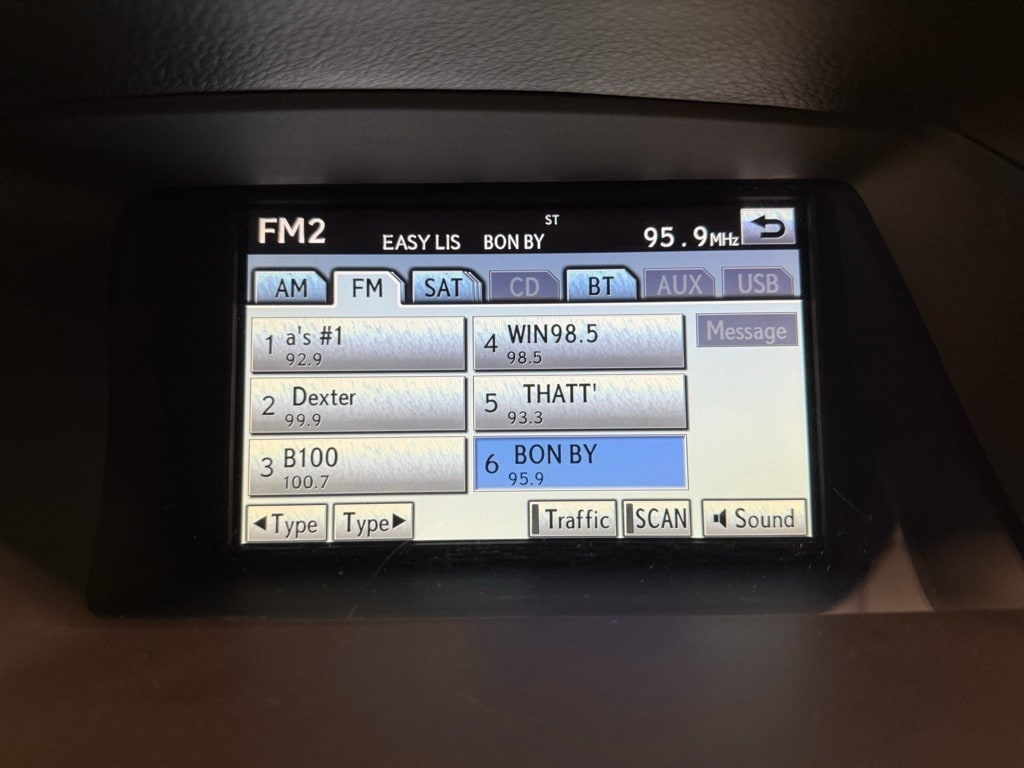 FM2 EASY LIS BON BY ST 95.9MHz
AM FM SAT CD BT AUX USB
1 a's #1
92.9
4 WIN98.5
98.5
Message
2 Dexter
99.9
5 THATT'
93.3
3 B100
100.7
6 BON BY
95.9
◀Type Type▶ Traffic SCAN Sound